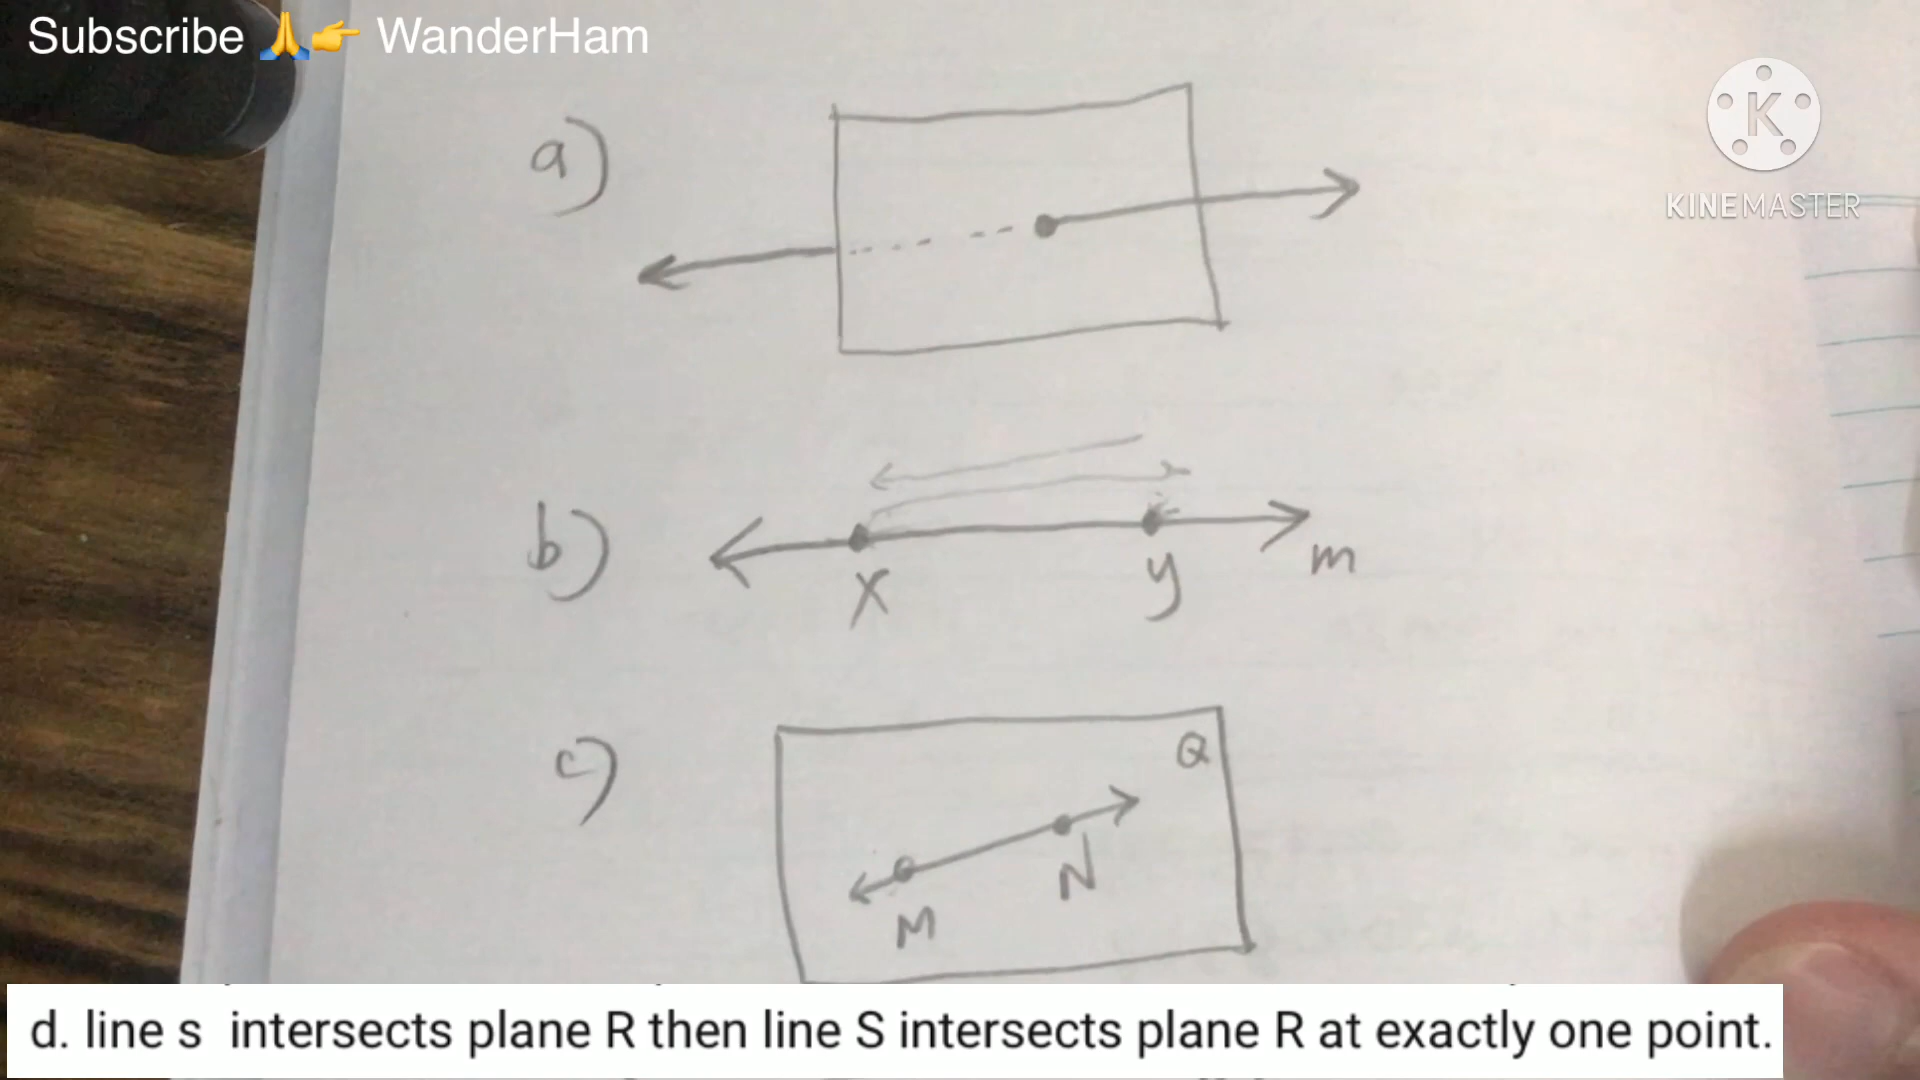 Subscribe 🙏👉 WanderHam
KINEMASTER
a)
b)
X
y
m
c)
Q
M
N
d. line s intersects plane R then line S intersects plane R at exactly one point.